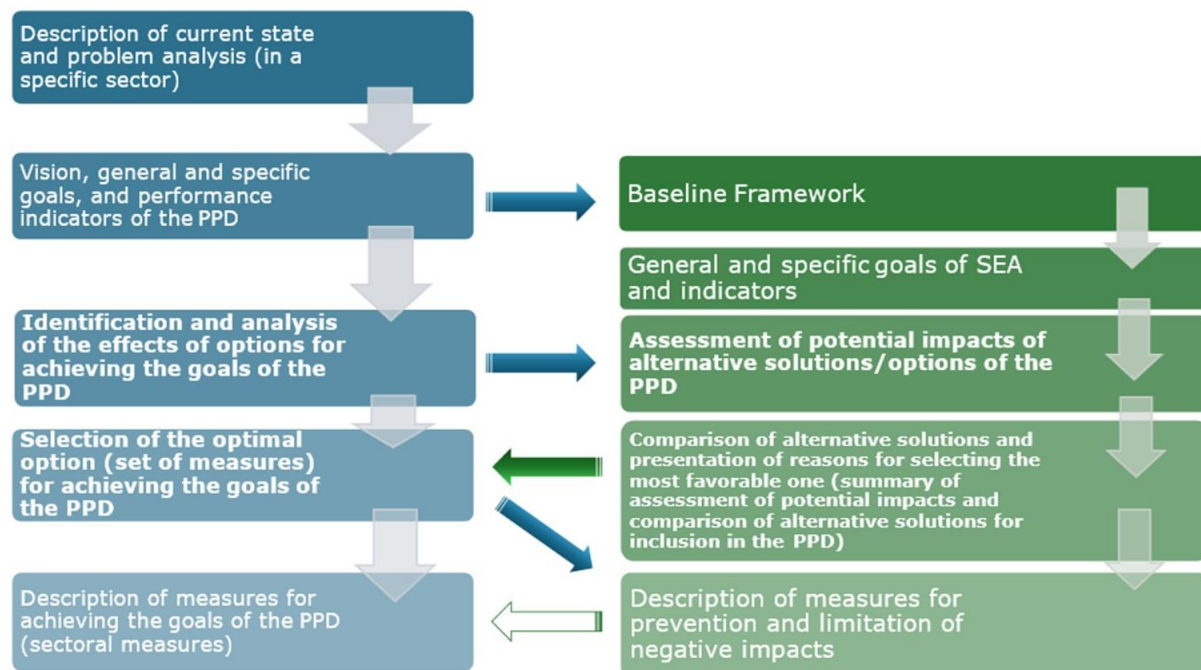 Description of current state
and problem analysis (in a
specific sector)
Vision, general and specific
goals, and performance
indicators of the PPD
Baseline Framework
General and specific goals of SEA
and indicators
Identification and analysis
of the effects of options for
achieving the goals of the
PPD
Assessment of potential impacts of
alternative solutions/options of the
PPD
Selection of the optimal
option (set of measures)
for achieving the goals of
the PPD
Comparison of alternative solutions and
presentation of reasons for selecting the
most favorable one (summary of
assessment of potential impacts and
comparison of alternative solutions for
inclusion in the PPD)
Description of measures for
achieving the goals of the PPD
(sectoral measures)
Description of measures for
prevention and limitation of
negative impacts